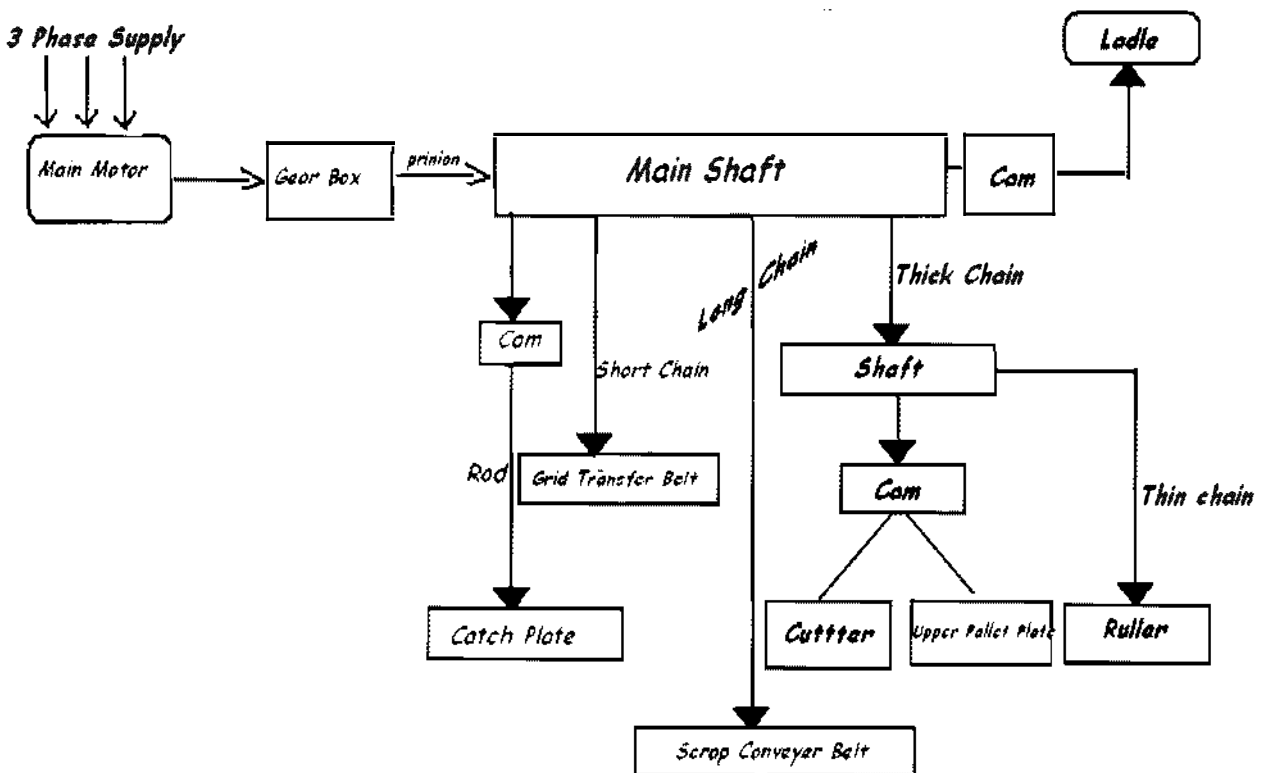 3 Phase Supply
Ladle
Main Motor
Gear Box
prinion
Main Shaft
Cam
Long Chain
Thick Chain
Cam
Short Chain
Shaft
Rod
Grid Transfer Belt
Cam
Thin chain
Catch Plate
Cuttter
Upper Pallet Plate
Ruller
Scrap Conveyer Belt